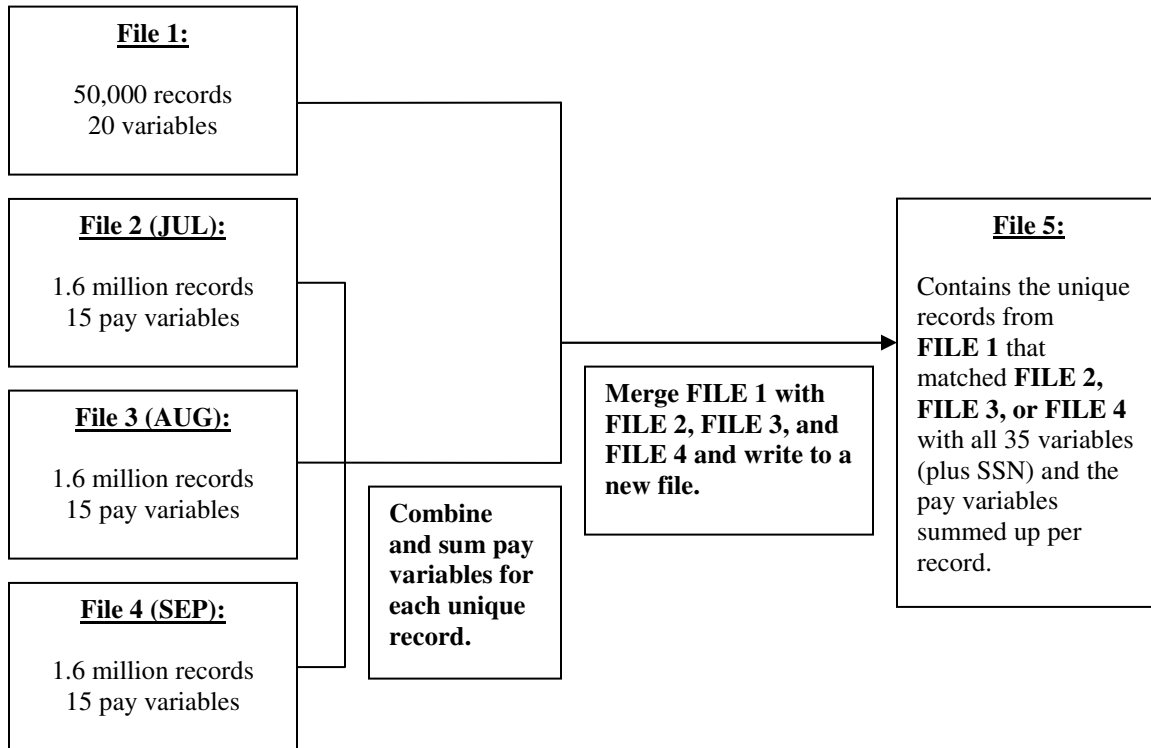 File 1:
50,000 records
20 variables
File 2 (JUL):
1.6 million records
15 pay variables
File 3 (AUG):
1.6 million records
15 pay variables
File 4 (SEP):
1.6 million records
15 pay variables
Combine
and sum pay
variables for
each unique
record.
Merge FILE 1 with
FILE 2, FILE 3, and
FILE 4 and write to a
new file.
File 5:
Contains the unique
records from
FILE 1 that
matched FILE 2,
FILE 3, or FILE 4
with all 35 variables
(plus SSN) and the
pay variables
summed up per
record.